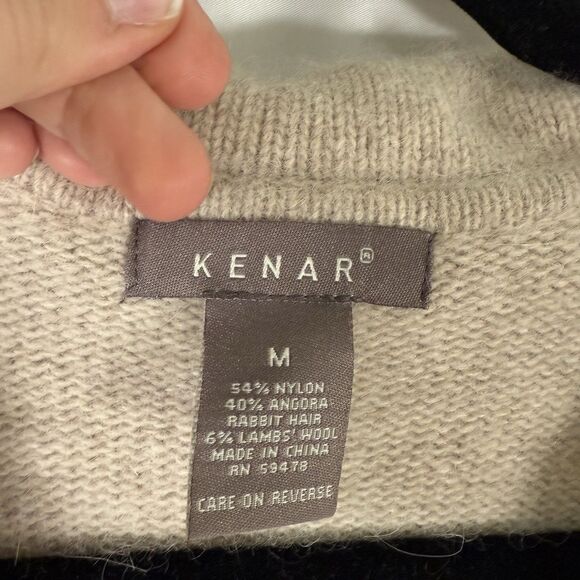 KENAR®
M
54% NYLON
40% ANGORA
RABBIT HAIR
6% LAMBS' WOOL
MADE IN CHINA
RN 59478
CARE ON REVERSE